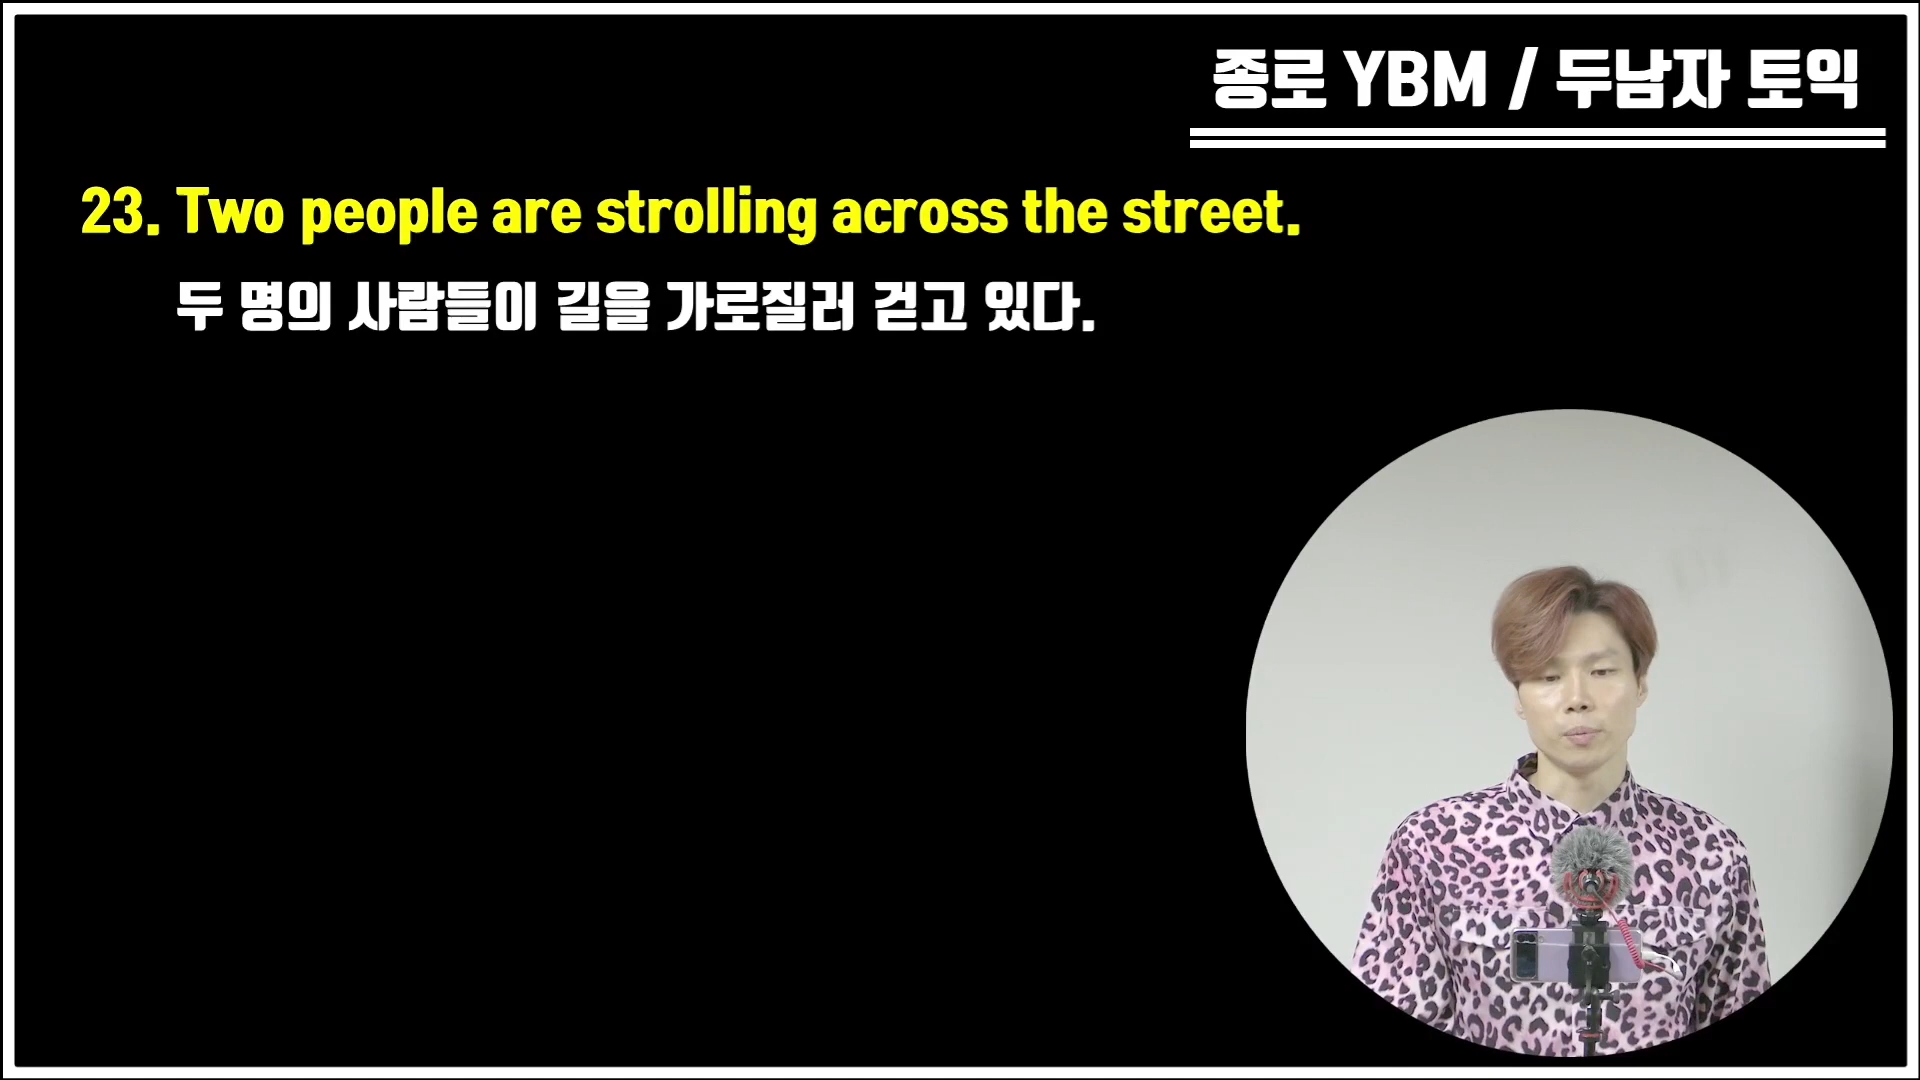 종로 YBM / 두남자 토익
23. Two people are strolling across the street.
두 명의 사람들이 길을 가로질러 걷고 있다.